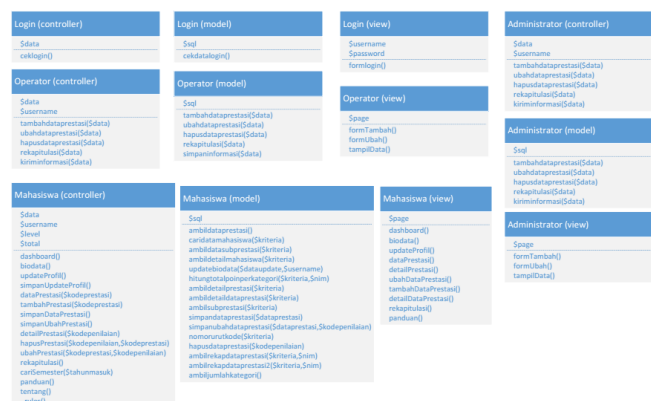 Login (controller)
$data
ceklogin()
Login (model)
$sql
cekdatalogin()
Login (view)
$username
$password
formlogin()
Administrator (controller)
$data
$username
tambahdataprestasi($data)
ubahdataprestasi($data)
hapusdataprestasi($data)
rekapitulasi($data)
kiriminformasi($data)
Operator (controller)
$data
$username
tambahdataprestasi($data)
ubahdataprestasi($data)
hapusdataprestasi($data)
rekapitulasi($data)
kiriminformasi($data)
Operator (model)
$sql
tambahdataprestasi($data)
ubahdataprestasi($data)
hapusdataprestasi($data)
rekapitulasi($data)
simpaninformasi($data)
Operator (view)
$page
formTambah()
formUbah()
tampilData()
Administrator (model)
$sql
tambahdataprestasi($data)
ubahdataprestasi($data)
hapusdataprestasi($data)
rekapitulasi($data)
kiriminformasi($data)
Mahasiswa (controller)
$data
$username
$level
$total
dashboard()
biodata()
updateProfil()
simpanUpdateProfil()
dataPrestasi($kodeprestasi)
tambahPrestasi($kodeprestasi)
simpanDataPrestasi()
simpanUbahPrestasi()
detailPrestasi($kodepenilaian)
hapusPrestasi($kodepenilaian,$kodeprestasi)
ubahPrestasi($kodeprestasi,$kodepenilaian)
rekapitulasi()
cariSemester($tahunmasuk)
panduan()
tentang()
rules()
Mahasiswa (model)
$sql
ambildataprestasi()
caridatamahasiswa($kriteria)
ambildatasubprestasi($kriteria)
ambildetailmahasiswa($kriteria)
updatebiodata($dataupdate,$username)
hitungtotalpoinperkategori($kriteria,$nim)
ambildetailprestasi($kriteria)
ambildetaildataprestasi($kriteria)
ambilsubprestasi($kriteria)
simpandataprestasi($dataprestasi)
simpanubahdataprestasi($dataprestasi,$kodepenilaian)
nomorurutkode($kriteria)
hapusdataprestasi($kodepenilaian)
ambilrekapdataprestasi($kriteria,$nim)
ambilrekapdataprestasi2($kriteria,$nim)
ambiljumlahkategori()
Mahasiswa (view)
$page
dashboard()
biodata()
updateProfil()
dataPrestasi()
detailPrestasi()
ubahDataPrestasi()
tambahDataPrestasi()
detailDataPrestasi()
rekapitulesi()
panduan()
Administrator (view)
$page
formTambah()
formUbah()
tampilData()